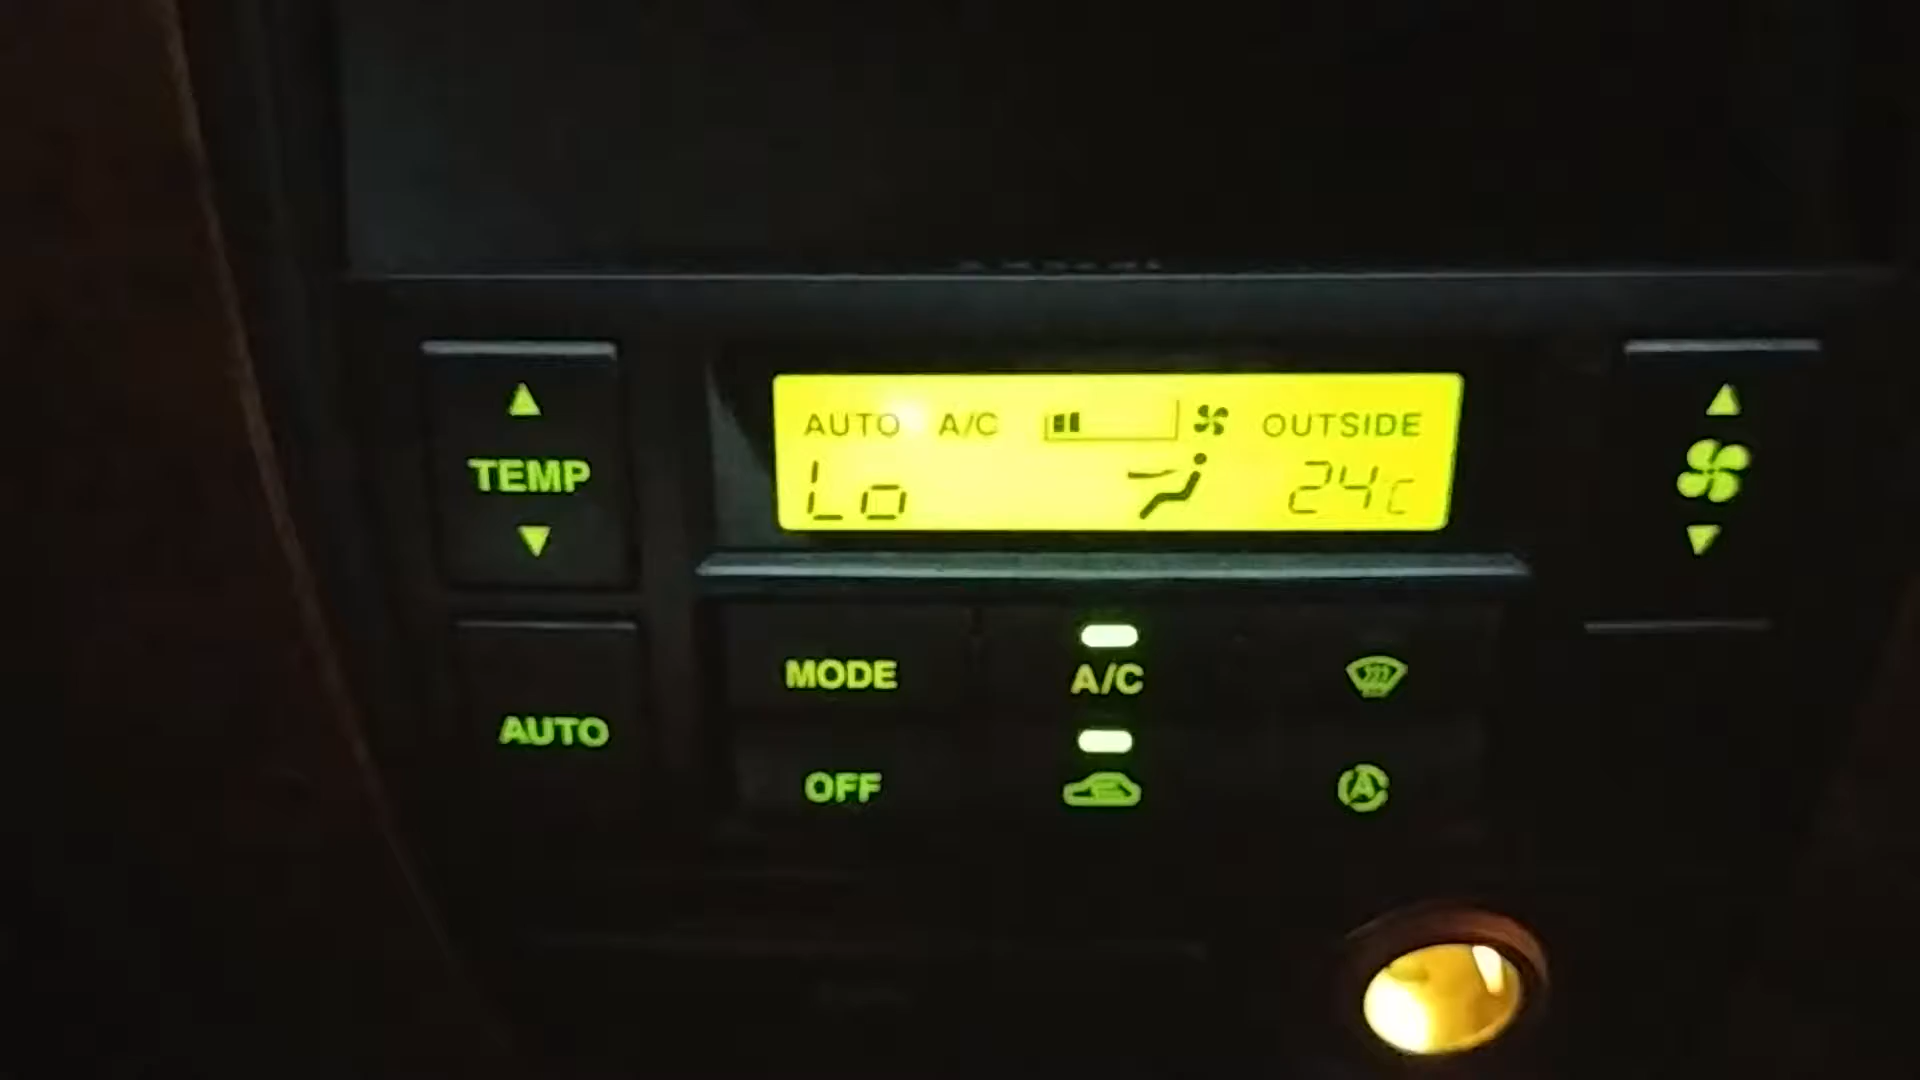 AUTO A/C OUTSIDE
Lo 24c
TEMP
MODE
A/C
AUTO
OFF
A